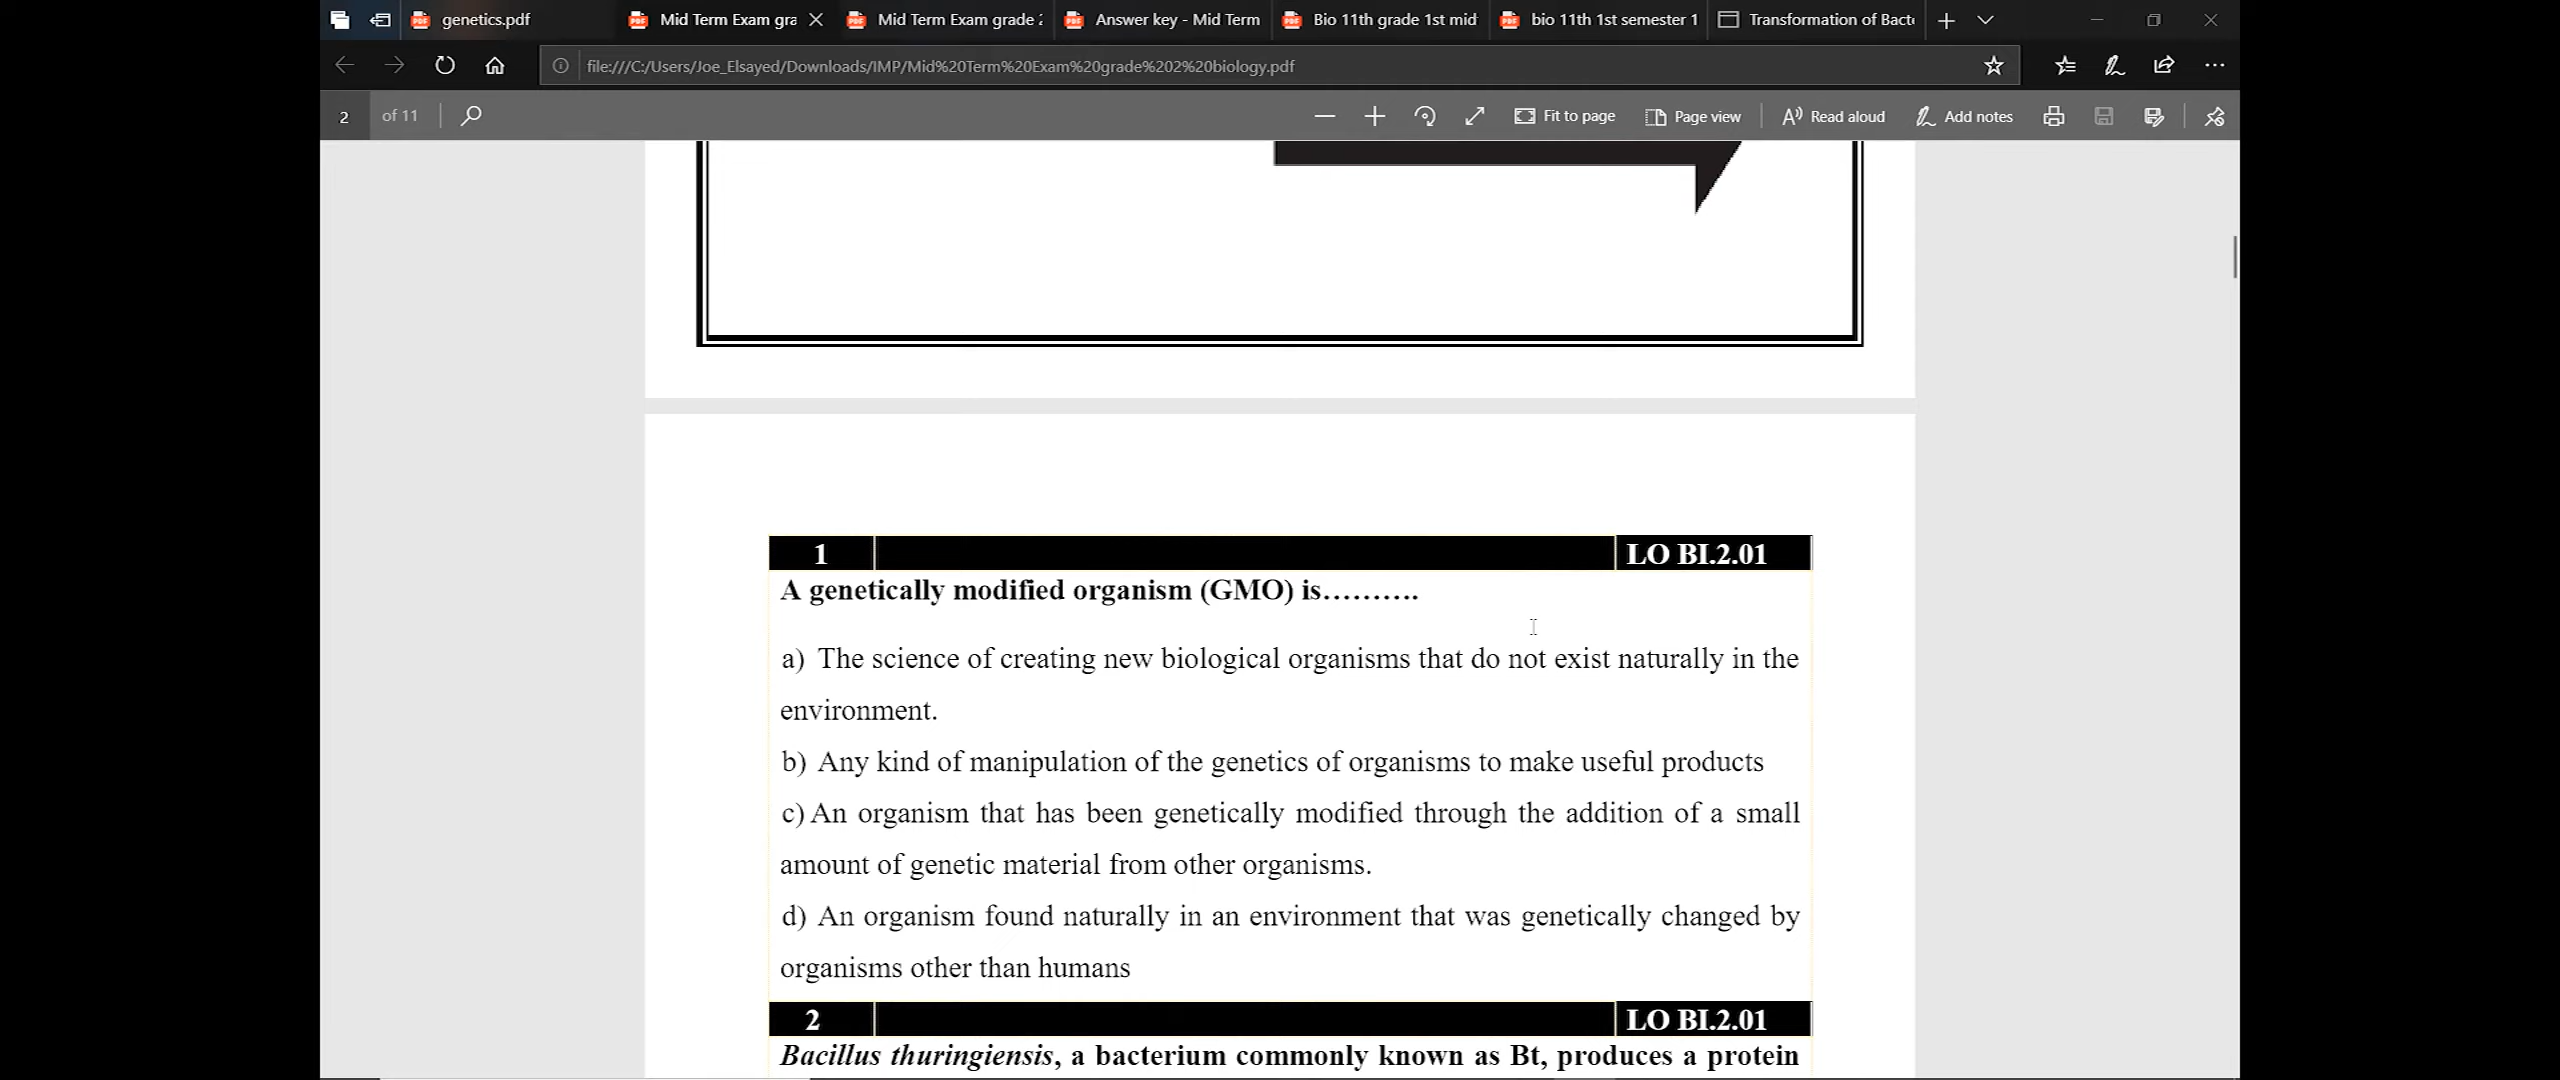 genetics.pdf
Mid Term Exam gra
Mid Term Exam grade 2
Answer key - Mid Term
Bio 11th grade 1st mid
bio 11th 1st semester 1
Transformation of Bact
file:///C:/Users/Joe_Elsayed/Downloads/IMP/Mid%20Term%20Exam%20grade%202%20biology.pdf
2 of 11
Fit to page
Page view
Read aloud
Add notes
1 LO BI.2.01
A genetically modified organism (GMO) is……….
a) The science of creating new biological organisms that do not exist naturally in the
environment.
b) Any kind of manipulation of the genetics of organisms to make useful products
c) An organism that has been genetically modified through the addition of a small
amount of genetic material from other organisms.
d) An organism found naturally in an environment that was genetically changed by
organisms other than humans
2 LO BI.2.01
Bacillus thuringiensis, a bacterium commonly known as Bt, produces a protein